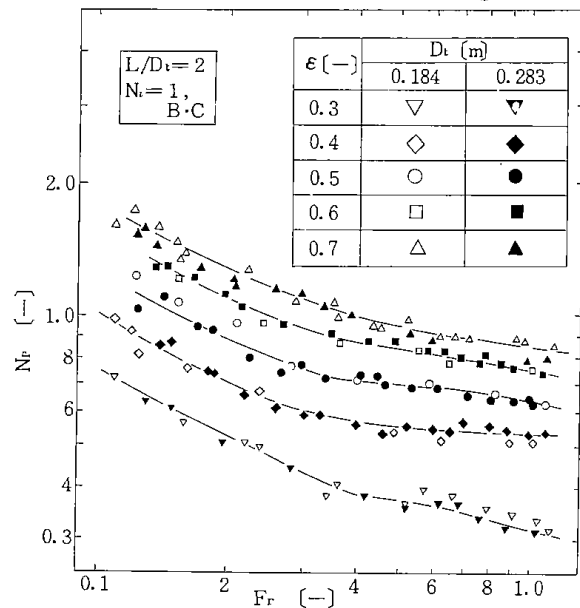 L/Dt=2
Nt=1,
B·C
ε[-]
Dt [m]
0.184
0.283
0.3
0.4
0.5
0.6
0.7
2.0
1.0
8
6
4
0.3
NP
[-]
0.1
2
4
6
8
1.0
Fr [-]